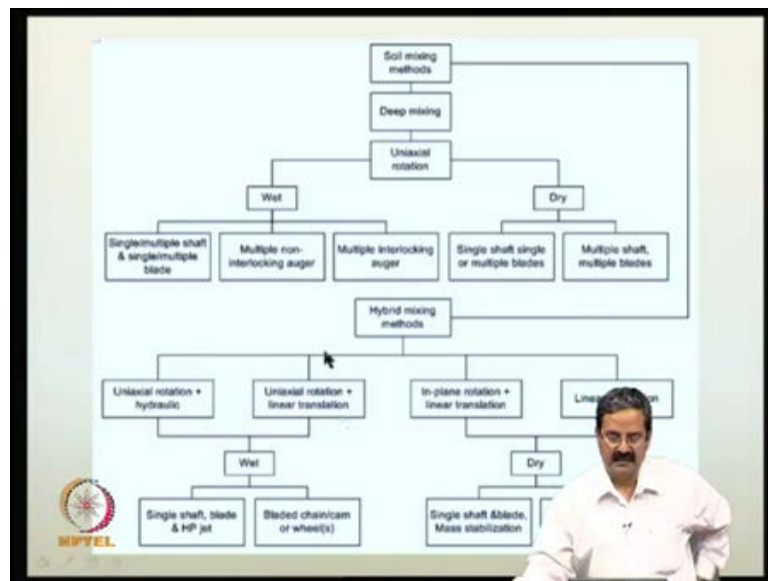 Soil mixing
methods
Deep mixing
Uniaxial
rotation
Wet
Dry
Single/multiple shaft
& single/multiple
blade
Multiple non-
interlocking auger
Multiple interlocking
auger
Single shaft single
or multiple blades
Multiple shaft,
multiple blades
Hybrid mixing
methods
Uniaxial rotation +
hydraulic
Uniaxial rotation +
linear translation
In-plane rotation +
linear translation
Wet
Dry
Single shaft, blade
& HP jet
Bladed chain/cam
or wheel(s)
Single shaft &blade,
Mass stabilization
NPTEL